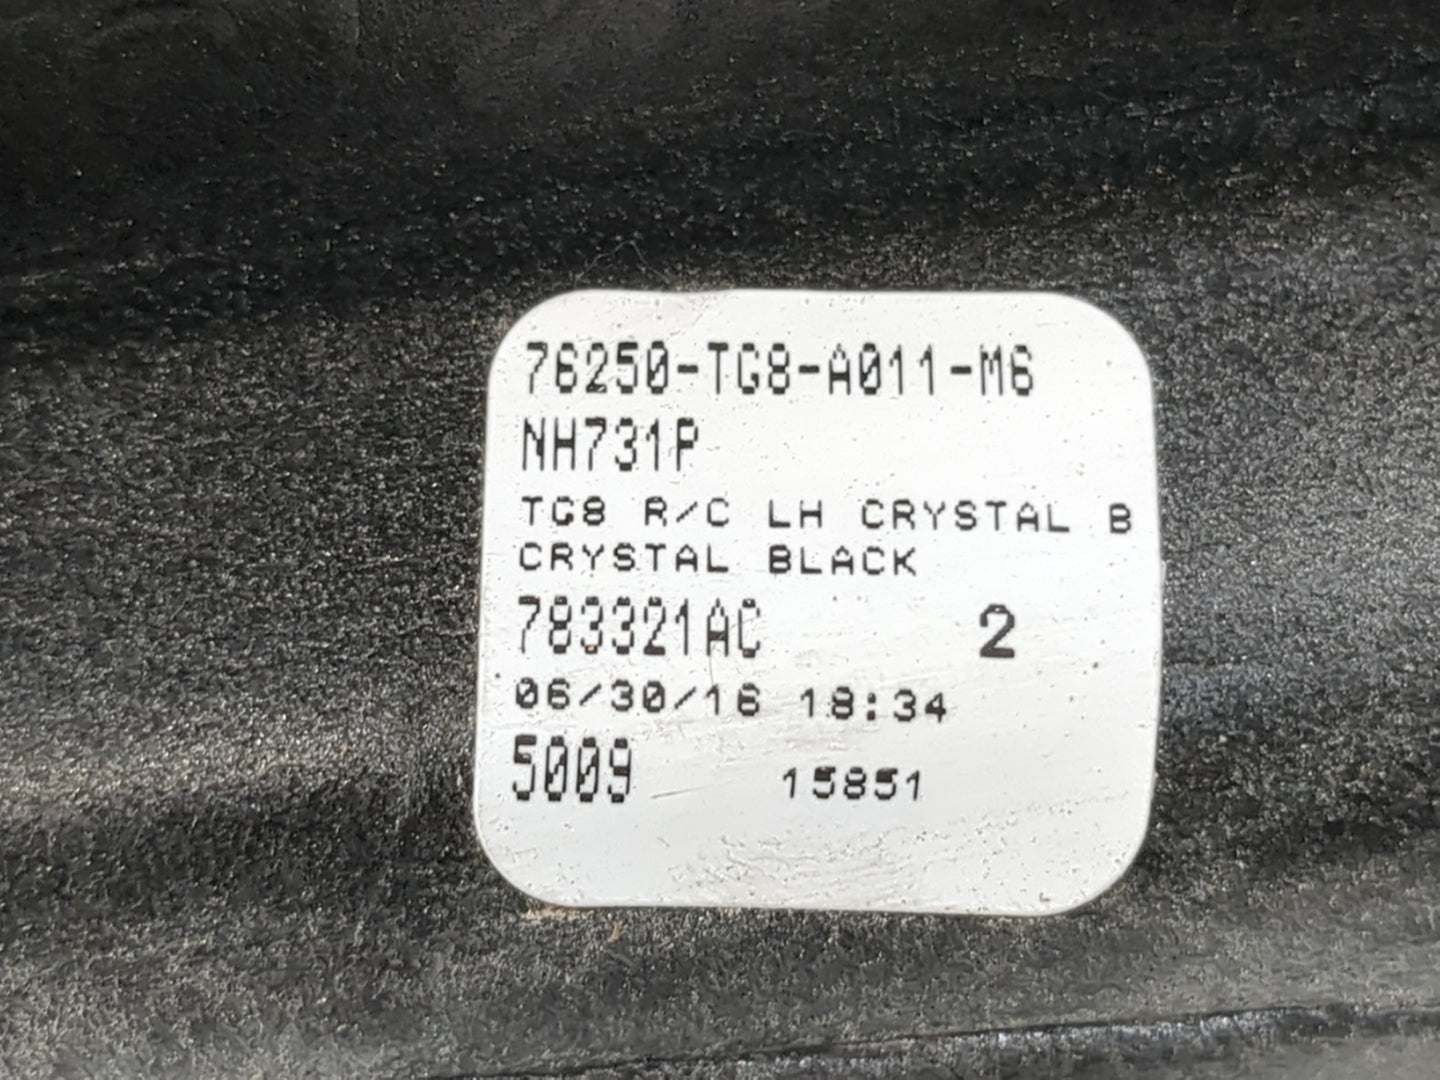 76250-TG8-A011-M6
NH731P
TG8 R/C LH CRYSTAL B
CRYSTAL BLACK
783321AC 2
06/30/16 18:34
5009 15851